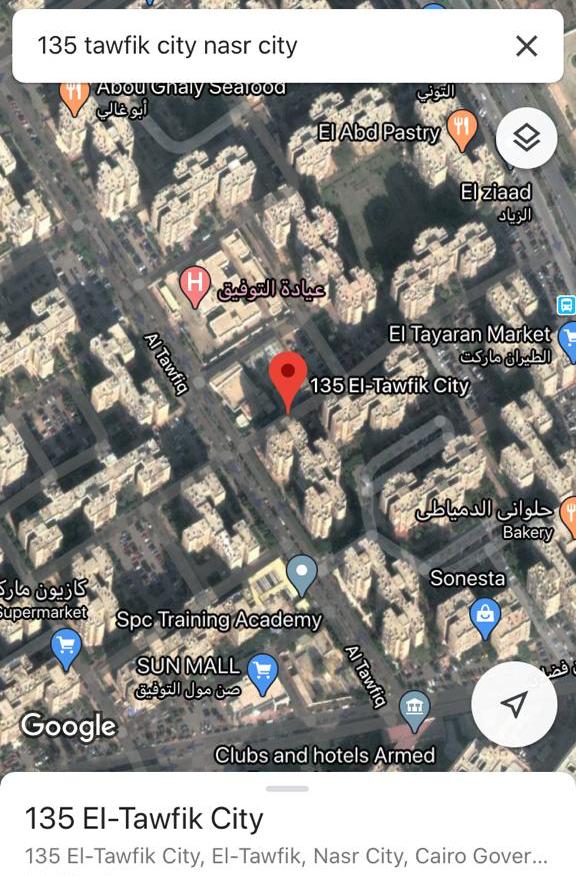 135 tawfik city nasr city
Abou Ghaly Seafood
أبو غالي
التوني
El Abd Pastry
El ziaad
الزياد
عيادة التوفيق
El Tayaran Market
الطيران ماركت
Al Tawfiq
135 El-Tawfik City
حلواني الدمياطي
Bakery
كازيون مارك
Supermarket
Sonesta
Spc Training Academy
SUN MALL
صن مول التوفيق
Al Tawfiq
Google
Clubs and hotels Armed
135 El-Tawfik City
135 El-Tawfik City, El-Tawfik, Nasr City, Cairo Gover...